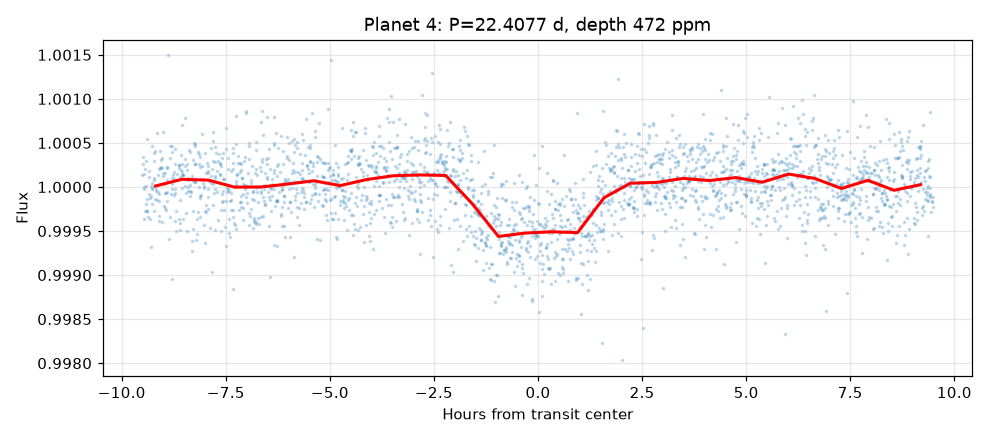 Planet 4: P=22.4077 d, depth 472 ppm
Flux
1.0015
1.0010
1.0005
1.0000
0.9995
0.9990
0.9985
0.9980
−10.0 −7.5 −5.0 −2.5 0.0 2.5 5.0 7.5 10.0
Hours from transit center